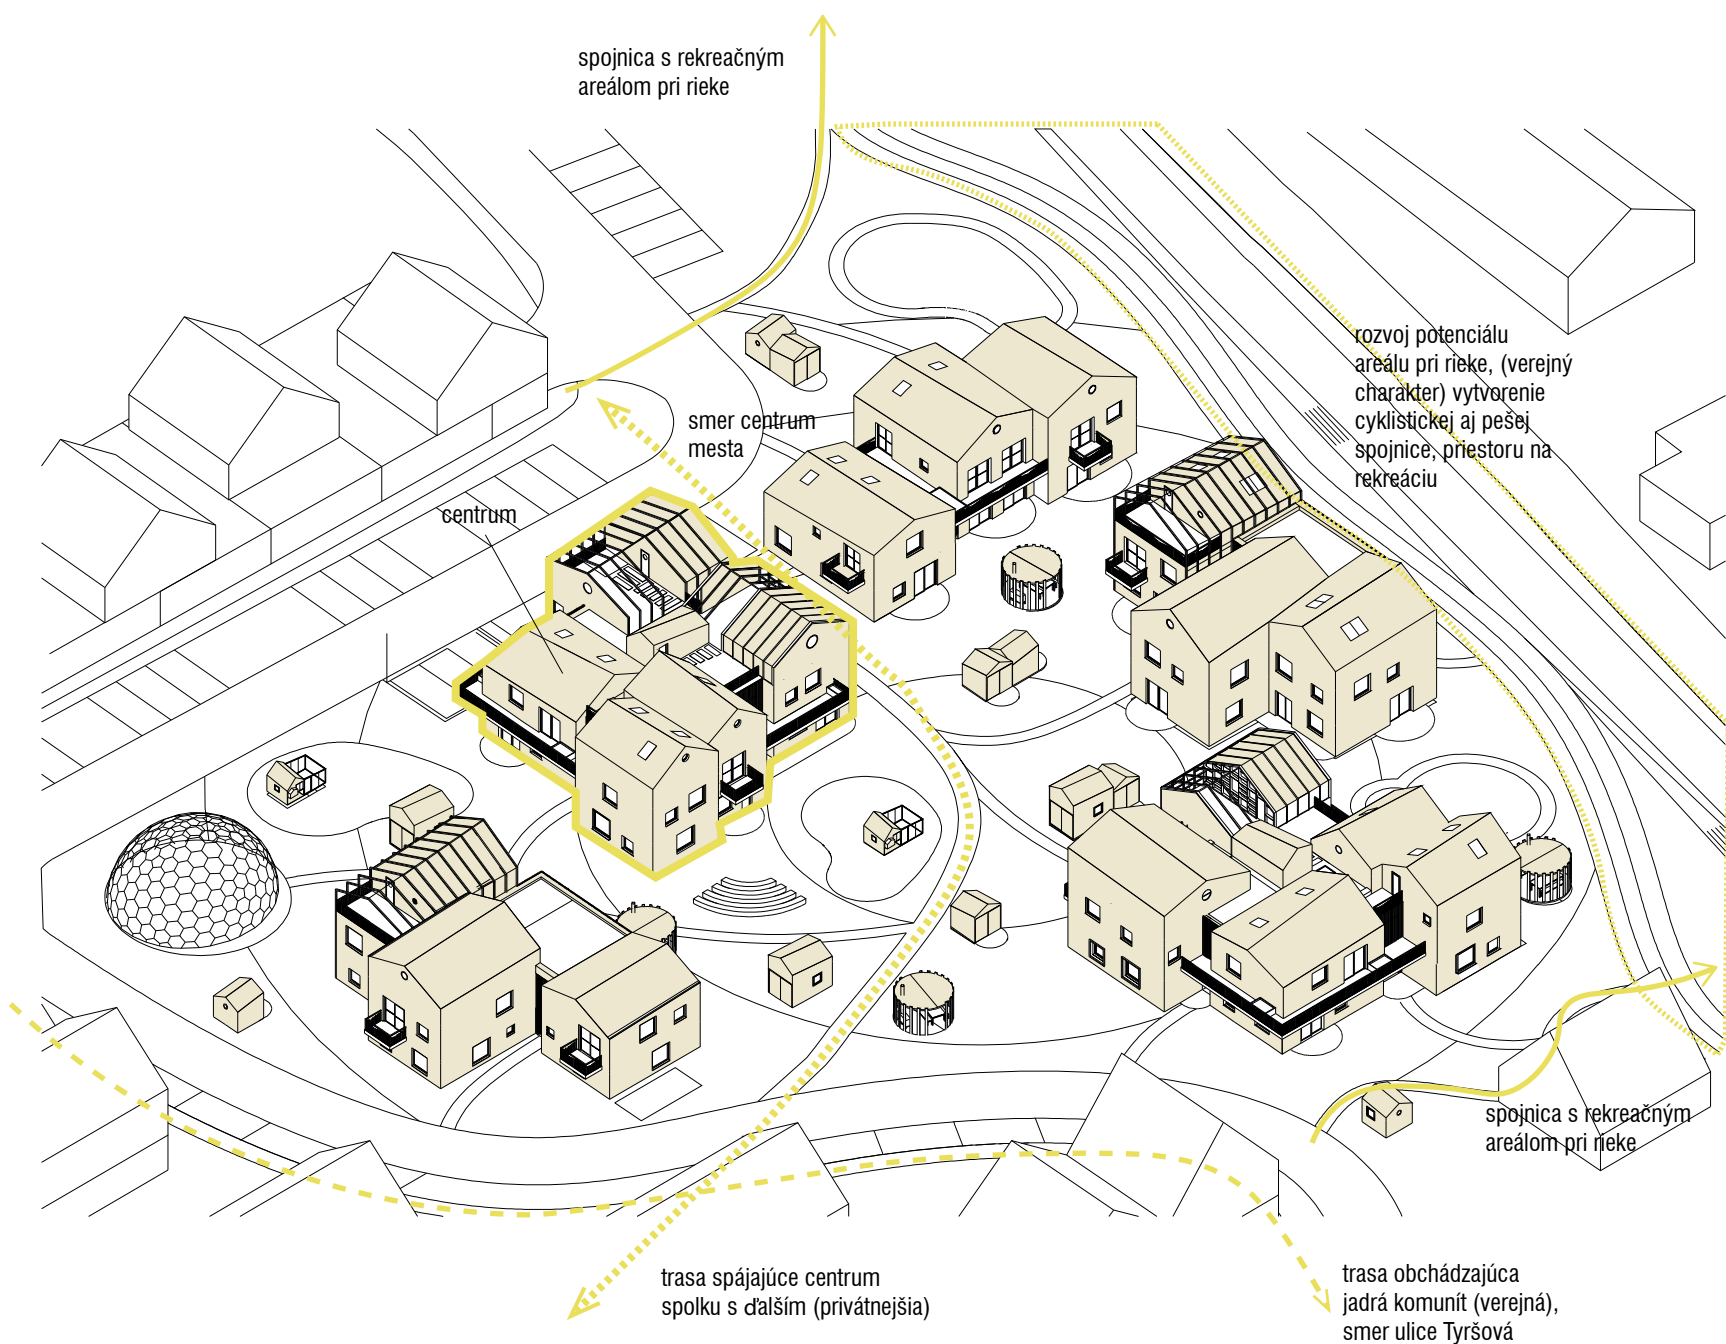 spojnica s rekreačným
areálom pri rieke
rozvoj potenciálu
areálu pri rieke, (verejný
charakter) vytvorenie
cyklistickej aj pešej
spojnice, priestoru na
rekreáciu
smer centrum
mesta
centrum
spojnica s rekreačným
areálom pri rieke
trasa spájajúce centrum
spolku s ďalším (privátnejšia)
trasa obchádzajúca
jadrá komunít (verejná),
smer ulice Tyršová